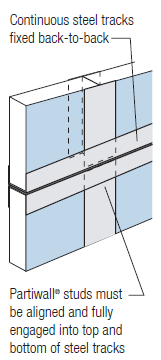 Continuous steel tracks
fixed back-to-back
Partiwall® studs must
be aligned and fully
engaged into top and
bottom of steel tracks